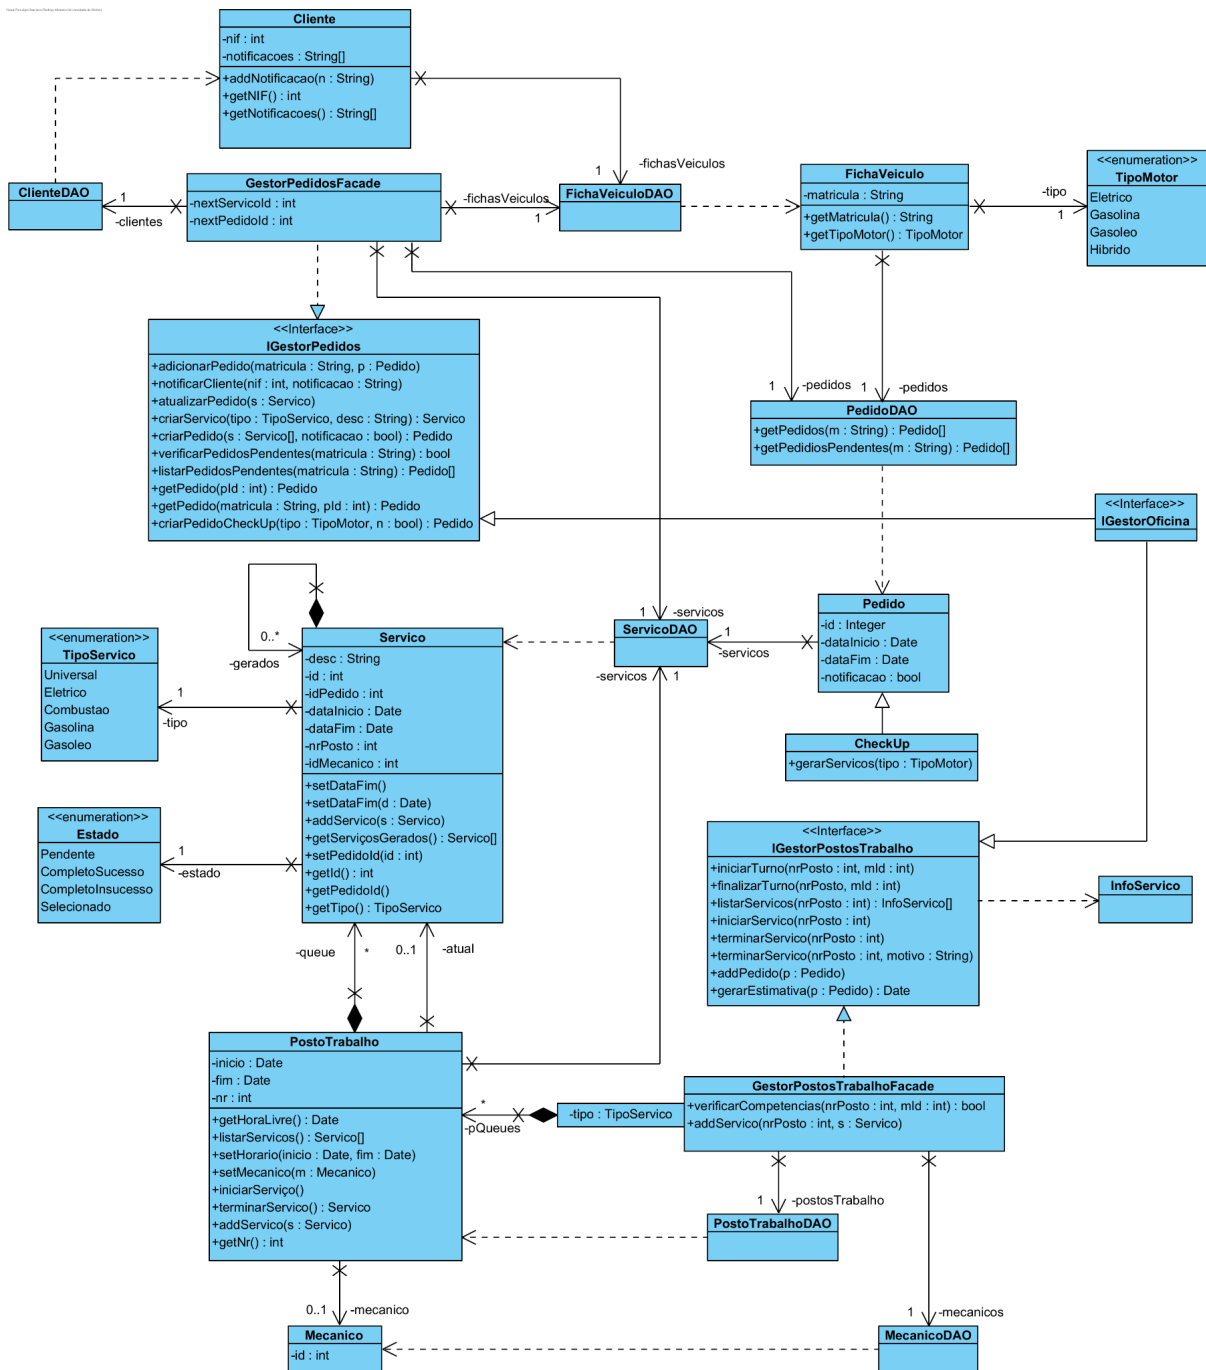 Cliente
-nif : int
-notificacoes : String[]
+addNotificacao(n : String)
+getNIF() : int
+getNotificacoes() : String[]
ClienteDAO
1
-clientes
GestorPedidosFacade
-nextServicoId : int
-nextPedidoId : int
-fichasVeiculos
1
1
-fichasVeiculos
FichaVeiculoDAO
FichaVeiculo
-matricula : String
+getMatricula() : String
+getTipoMotor() : TipoMotor
-tipo
1
<<enumeration>>
TipoMotor
Eletrico
Gasolina
Gasoleo
Hibrido
<<Interface>>
IGestorPedidos
+adicionarPedido(matricula : String, p : Pedido)
+notificarCliente(nif : int, notificacao : String)
+atualizarPedido(s : Servico)
+criarServico(tipo : TipoServico, desc : String) : Servico
+criarPedido(s : Servico[], notificacao : bool) : Pedido
+verificarPedidosPendentes(matricula : String) : bool
+listarPedidosPendentes(matricula : String) : Pedido[]
+getPedido(pId : int) : Pedido
+getPedido(matricula : String, pId : int) : Pedido
+criarPedidoCheckUp(tipo : TipoMotor, n : bool) : Pedido
1
-pedidos
1
-pedidos
PedidoDAO
+getPedidos(m : String) : Pedido[]
+getPedidiosPendentes(m : String) : Pedido[]
<<Interface>>
IGestorOficina
0..*
-gerados
<<enumeration>>
TipoServico
Universal
Eletrico
Combustao
Gasolina
Gasoleo
1
-tipo
<<enumeration>>
Estado
Pendente
CompletoSucesso
CompletoInsucesso
Selecionado
1
-estado
Servico
-desc : String
-id : int
-idPedido : int
-dataInicio : Date
-dataFim : Date
-nrPosto : int
-idMecanico : int
+setDataFim()
+setDataFim(d : Date)
+addServico(s : Servico)
+getServiçosGerados() : Servico[]
+setPedidoId(id : int)
+getId() : int
+getPedidoId()
+getTipo() : TipoServico
1
-servicos
ServicoDAO
-servicos
1
1
-servicos
Pedido
-id : Integer
-dataInicio : Date
-dataFim : Date
-notificacao : bool
CheckUp
+gerarServicos(tipo : TipoMotor)
<<Interface>>
IGestorPostosTrabalho
+iniciarTurno(nrPosto : int, mId : int)
+finalizarTurno(nrPosto, mId : int)
+listarServicos(nrPosto : int) : InfoServico[]
+iniciarServico(nrPosto : int)
+terminarServico(nrPosto : int)
+terminarServico(nrPosto : int, motivo : String)
+addPedido(p : Pedido)
+gerarEstimativa(p : Pedido) : Date
InfoServico
-queue
*
0..1
-atual
PostoTrabalho
-inicio : Date
-fim : Date
-nr : int
+getHoraLivre() : Date
+listarServicos() : Servico[]
+setHorario(inicio : Date, fim : Date)
+setMecanico(m : Mecanico)
+iniciarServiço()
+terminarServico() : Servico
+addServico(s : Servico)
+getNr() : int
*
-pQueues
-tipo : TipoServico
GestorPostosTrabalhoFacade
+verificarCompetencias(nrPosto : int, mId : int) : bool
+addServico(nrPosto : int, s : Servico)
1
-postosTrabalho
PostoTrabalhoDAO
0..1
-mecanico
Mecanico
-id : int
1
-mecanicos
MecanicoDAO